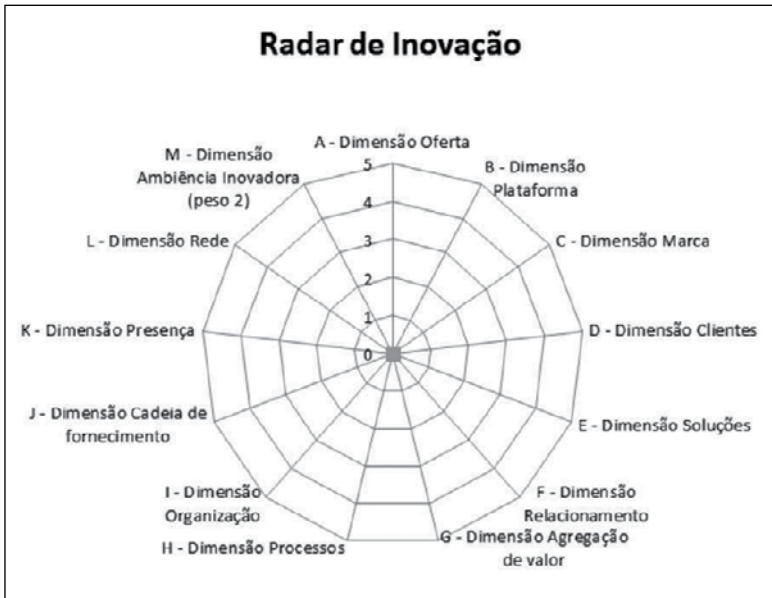 Radar de Inovação
A - Dimensão Oferta
B - Dimensão
Plataforma
C - Dimensão Marca
D - Dimensão Clientes
E - Dimensão Soluções
F - Dimensão
Relacionamento
G - Dimensão Agregação
de valor
H - Dimensão Processos
I - Dimensão
Organização
J - Dimensão Cadeia de
fornecimento
K - Dimensão Presença
L - Dimensão Rede
M - Dimensão
Ambiência Inovadora
(peso 2)
5
4
3
2
1
0